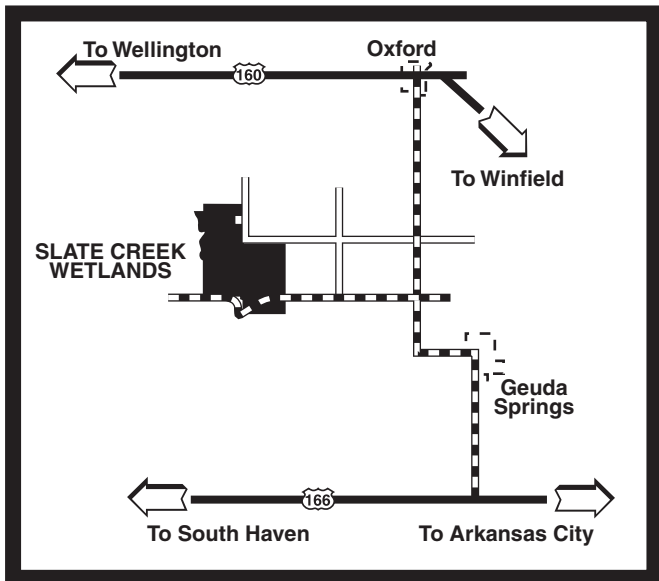 To Wellington
Oxford
160
To Winfield
SLATE CREEK
WETLANDS
Geuda
Springs
166
To South Haven
To Arkansas City